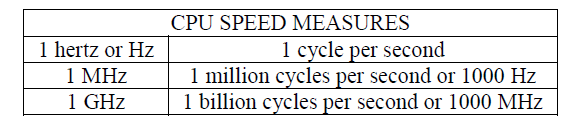 CPU SPEED MEASURES
1 hertz or Hz 1 cycle per second
1 MHz 1 million cycles per second or 1000 Hz
1 GHz 1 billion cycles per second or 1000 MHz